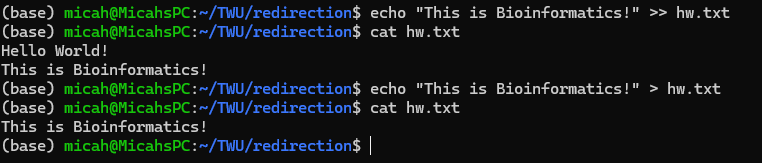 (base) micah@MicahsPC:~/TWU/redirection$ echo "This is Bioinformatics!" >> hw.txt
(base) micah@MicahsPC:~/TWU/redirection$ cat hw.txt
Hello World!
This is Bioinformatics!
(base) micah@MicahsPC:~/TWU/redirection$ echo "This is Bioinformatics!" > hw.txt
(base) micah@MicahsPC:~/TWU/redirection$ cat hw.txt
This is Bioinformatics!
(base) micah@MicahsPC:~/TWU/redirection$